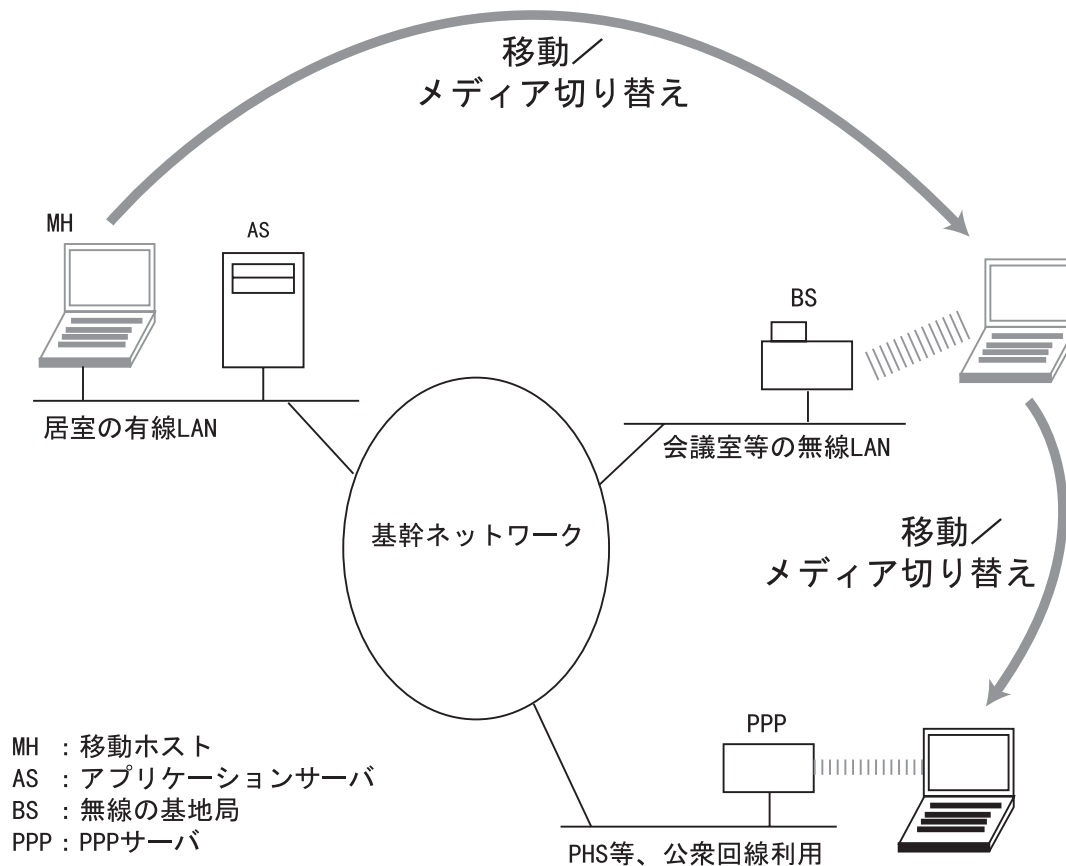 移動／
メディア切り替え
MH
AS
BS
居室の有線LAN
会議室等の無線LAN
基幹ネットワーク
移動／
メディア切り替え
PPP
MH ：移動ホスト
AS ：アプリケーションサーバ
BS ：無線の基地局
PPP：PPPサーバ
PHS等、公衆回線利用